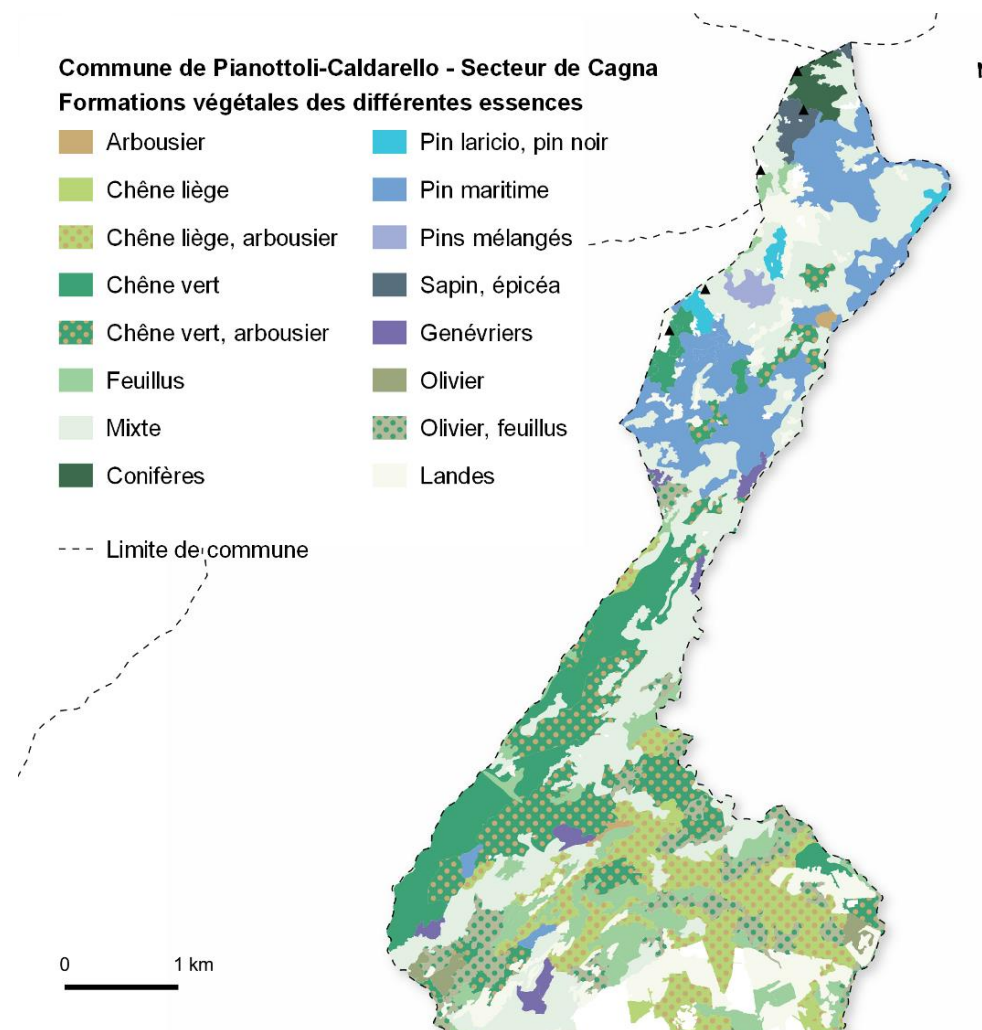 Commune de Pianottoli-Caldarello - Secteur de Cagna
Formations végétales des différentes essences
Arbousier
Chêne liège
Chêne liège, arbousier
Chêne vert
Chêne vert, arbousier
Feuillus
Mixte
Conifères
Pin laricio, pin noir
Pin maritime
Pins mélangés
Sapin, épicéa
Genévriers
Olivier
Olivier, feuillus
Landes
Limite de commune
0 1 km